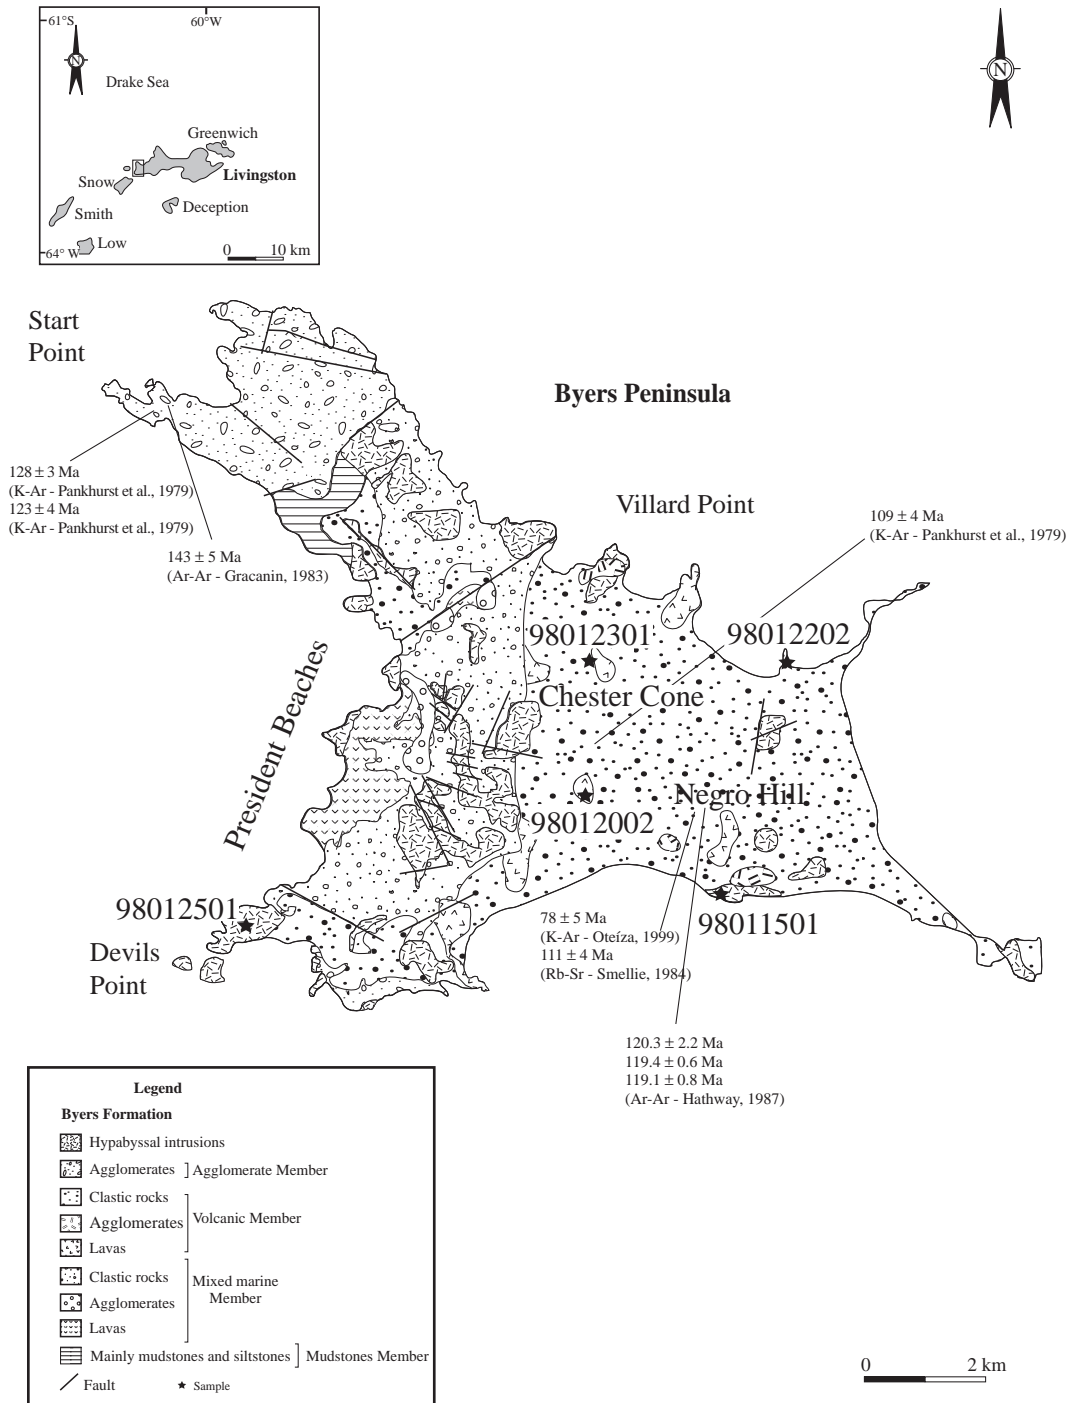 61°S
60°W
N
Drake Sea
Greenwich
Livingston
Snow
Deception
Smith
Low
64° W
0 10 km
N
Start
Point
Byers Peninsula
128 ± 3 Ma
(K-Ar - Pankhurst et al., 1979)
123 ± 4 Ma
(K-Ar - Pankhurst et al., 1979)
143 ± 5 Ma
(Ar-Ar - Gracanin, 1983)
Villard Point
109 ± 4 Ma
(K-Ar - Pankhurst et al., 1979)
98012301
98012202
Chester Cone
President Beaches
Negro Hill
98012002
98012501
98011501
Devils
Point
78 ± 5 Ma
(K-Ar - Oteíza, 1999)
111 ± 4 Ma
(Rb-Sr - Smellie, 1984)
120.3 ± 2.2 Ma
119.4 ± 0.6 Ma
119.1 ± 0.8 Ma
(Ar-Ar - Hathway, 1987)
Legend
Byers Formation
Hypabyssal intrusions
Agglomerates Agglomerate Member
Clastic rocks
Agglomerates Volcanic Member
Lavas
Clastic rocks
Mixed marine
Member
Agglomerates
Lavas
Mainly mudstones and siltstones Mudstones Member
Fault Sample
0 2 km